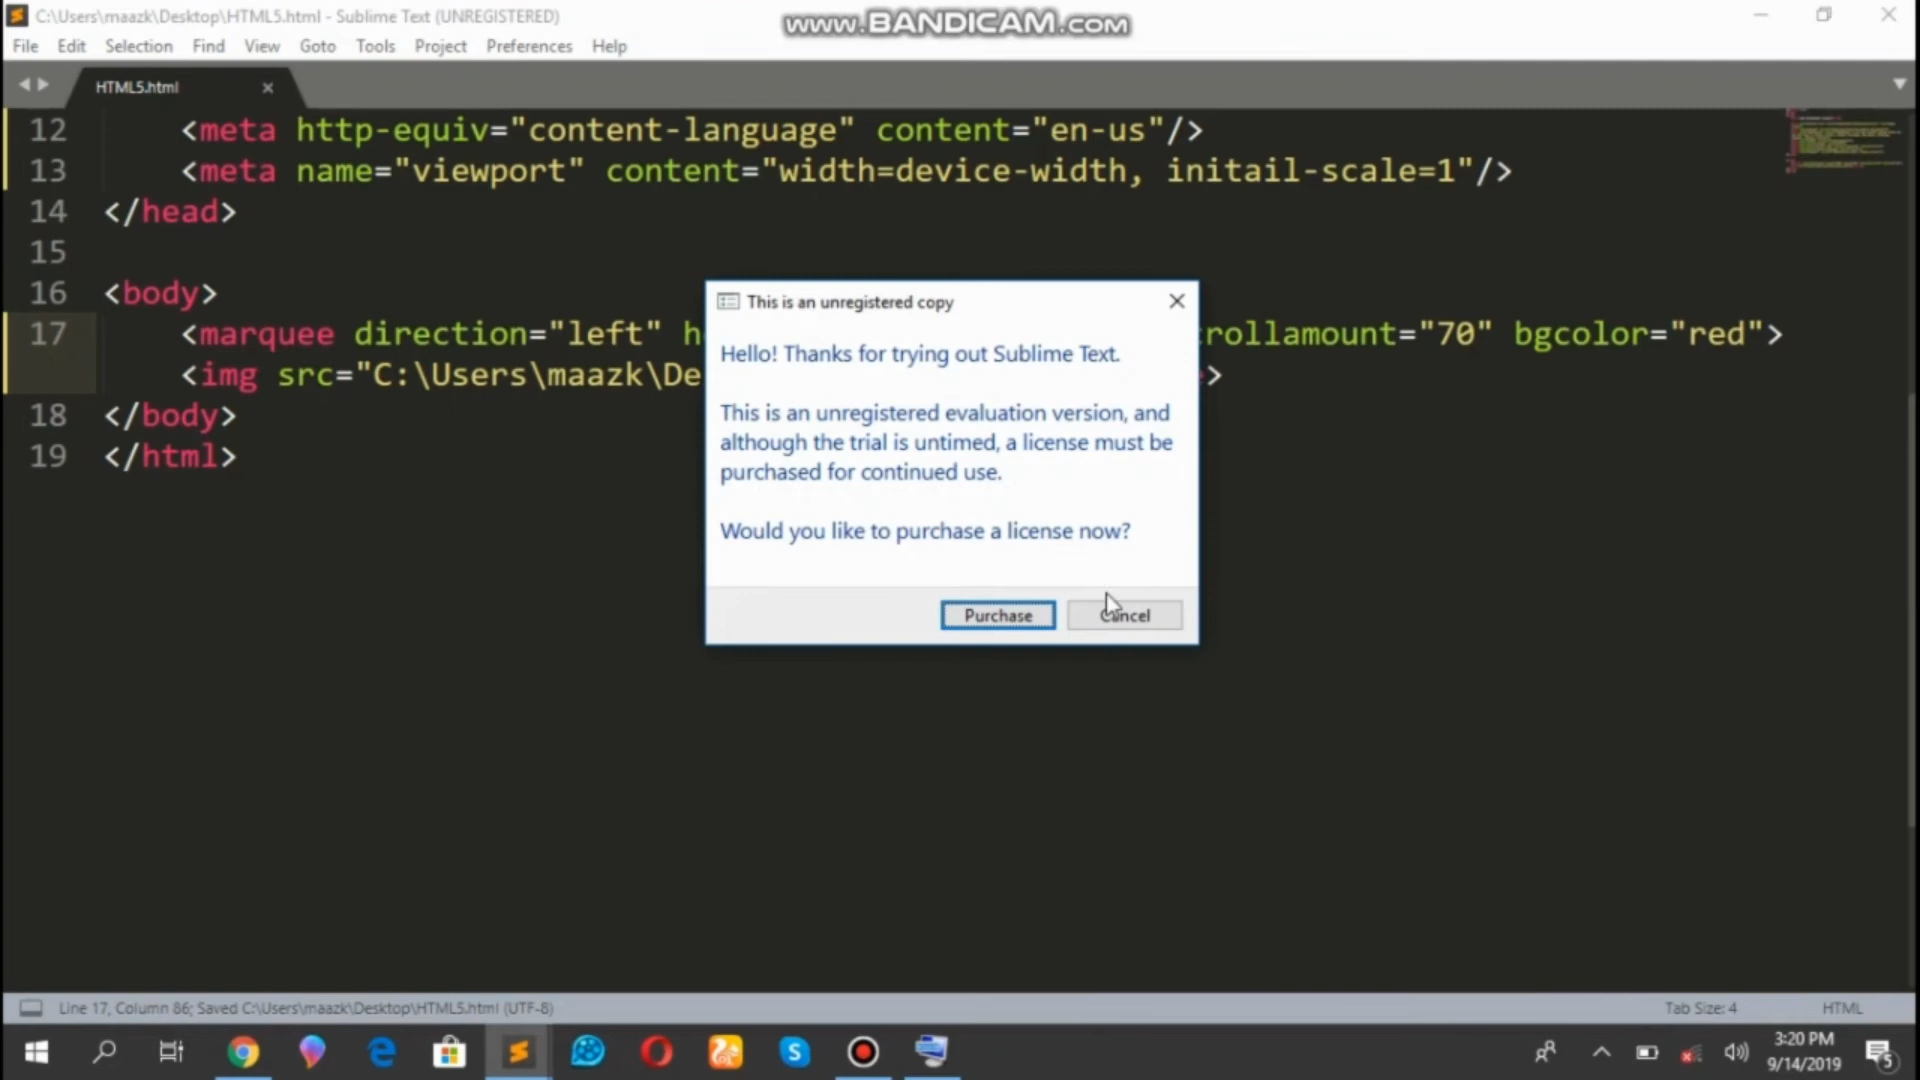 C:\Users\maazk\Desktop\HTML5.html - Sublime Text (UNREGISTERED)
www.BANDICAM.com
File Edit Selection Find View Goto Tools Project Preferences Help
HTML5.html
12 <meta http-equiv="content-language" content="en-us"/>
13 <meta name="viewport" content="width=device-width, initail-scale=1"/>
14 </head>
15
16 <body>
17 <marquee direction="left" h rollamount="70" bgcolor="red">
<img src="C:\Users\maazk\De >
18 </body>
19 </html>
This is an unregistered copy
Hello! Thanks for trying out Sublime Text.
This is an unregistered evaluation version, and
although the trial is untimed, a license must be
purchased for continued use.
Would you like to purchase a license now?
Purchase Cancel
Line 17, Column 86; Saved C:\Users\maazk\Desktop\HTML5.html (UTF-8)
Tab Size: 4 HTML
3:20 PM
9/14/2019
5